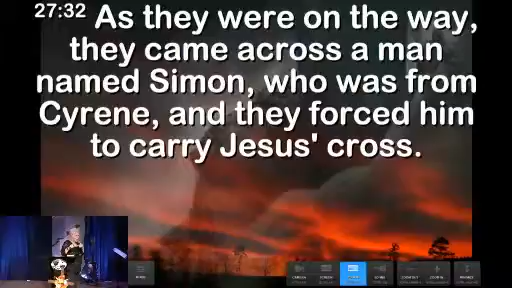 27:32 As they were on the way,
they came across a man
named Simon, who was from
Cyrene, and they forced him
to carry Jesus' cross.